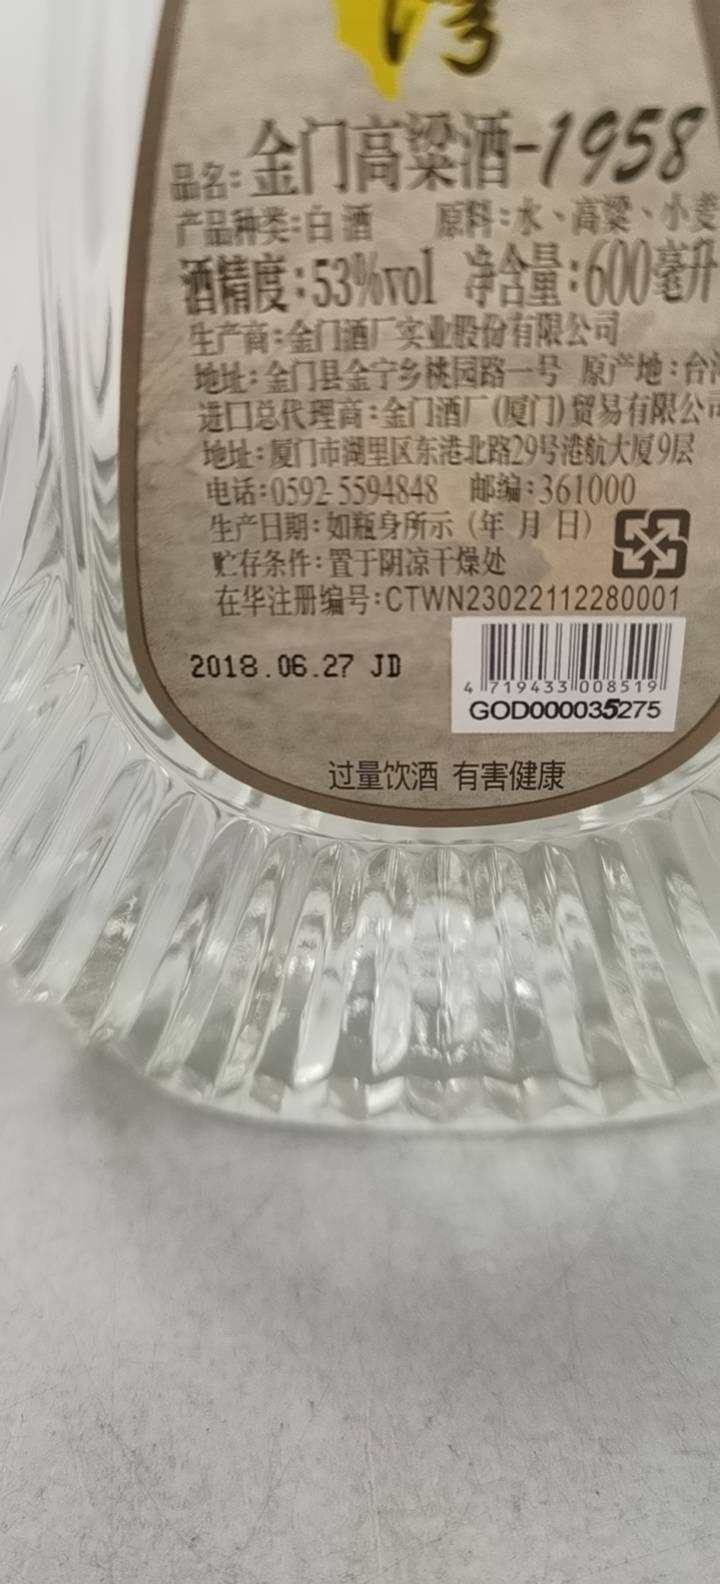 湾
品名:金门高粱酒-1958
产品种类:白酒 原料:水、高粱、小麦
酒精度:53%vol 净含量:600毫升
生产商:金门酒厂实业股份有限公司
地址:金门县金宁乡桃园路一号 原产地:台湾
进口总代理商:金门酒厂(厦门)贸易有限公司
地址:厦门市湖里区东港北路29号港航大厦9层
电话:0592-5594848 邮编:361000
生产日期:如瓶身所示(年 月 日)
贮存条件:置于阴凉干燥处
在华注册编号:CTWN23022112280001
2018.06.27 JD
4 719433 008519
GOD000035275
过量饮酒 有害健康